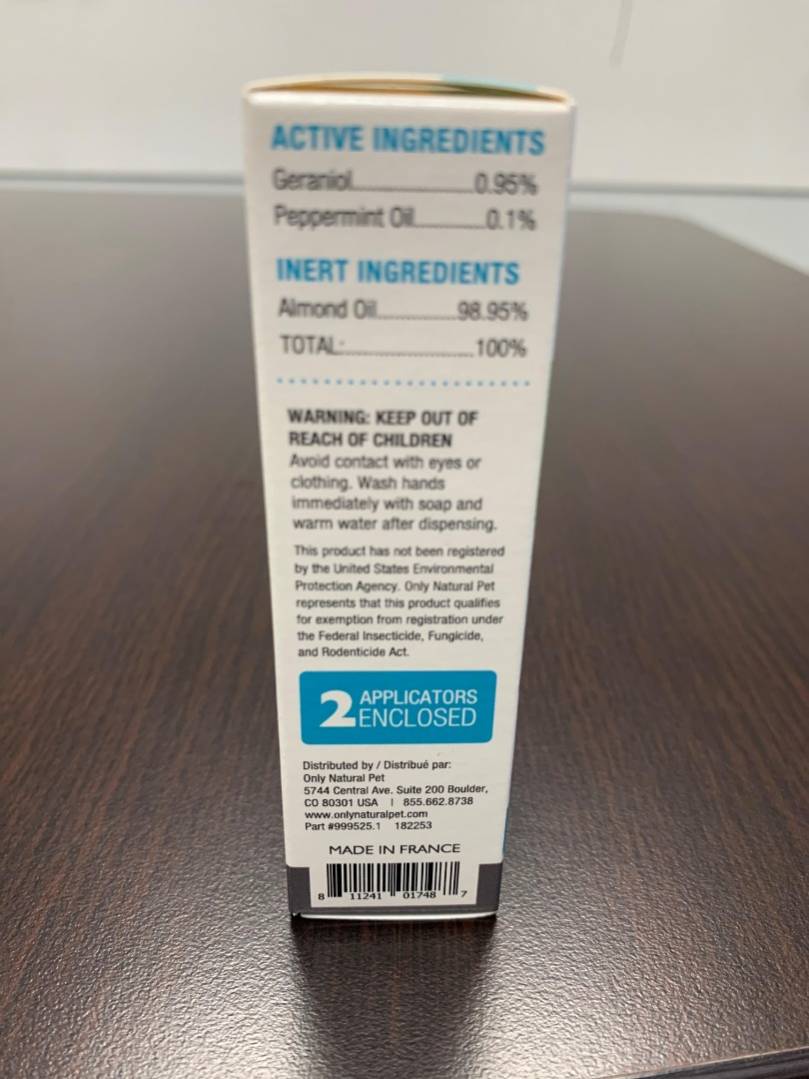 ACTIVE INGREDIENTS
Geraniol..................0.95%
Peppermint Oil..........0.1%
INERT INGREDIENTS
Almond Oil............98.95%
TOTAL:....................100%
WARNING: KEEP OUT OF
REACH OF CHILDREN
Avoid contact with eyes or
clothing. Wash hands
immediately with soap and
warm water after dispensing.
This product has not been registered
by the United States Environmental
Protection Agency. Only Natural Pet
represents that this product qualifies
for exemption from registration under
the Federal Insecticide, Fungicide,
and Rodenticide Act.
2 APPLICATORS
ENCLOSED
Distributed by / Distribué par:
Only Natural Pet
5744 Central Ave. Suite 200 Boulder,
CO 80301 USA | 855.662.8738
www.onlynaturalpet.com
Part #999525.1 182253
MADE IN FRANCE
8 11241 01748 7